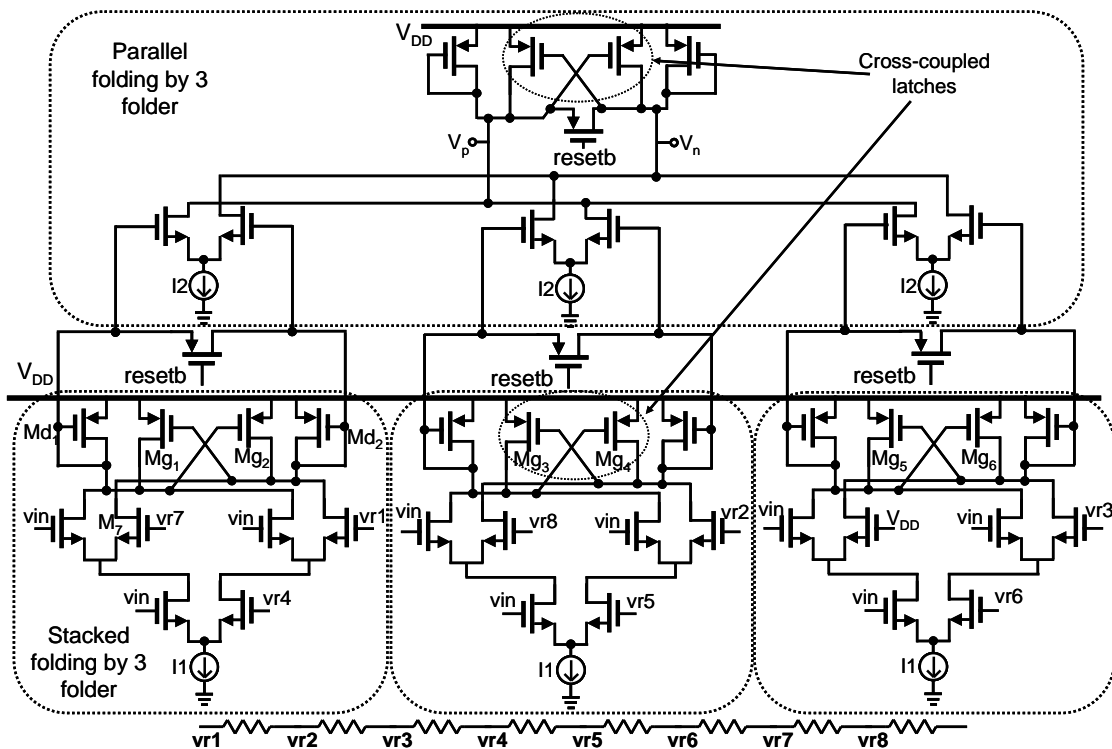 Parallel
folding by 3
folder
VDD
Cross-coupled
latches
Vp
Vn
resetb
I2
I2
I2
VDD
resetb
resetb
resetb
Md1
Mg1
Mg2
Md2
Mg3
Mg4
Mg5
Mg6
vin
M7
vr7
vin
vr1
vin
vr8
vin
vr2
vin
VDD
vin
vr3
vin
vr4
vin
vr5
vin
vr6
Stacked
folding by 3
folder
I1
I1
I1
vr1 vr2 vr3 vr4 vr5 vr6 vr7 vr8